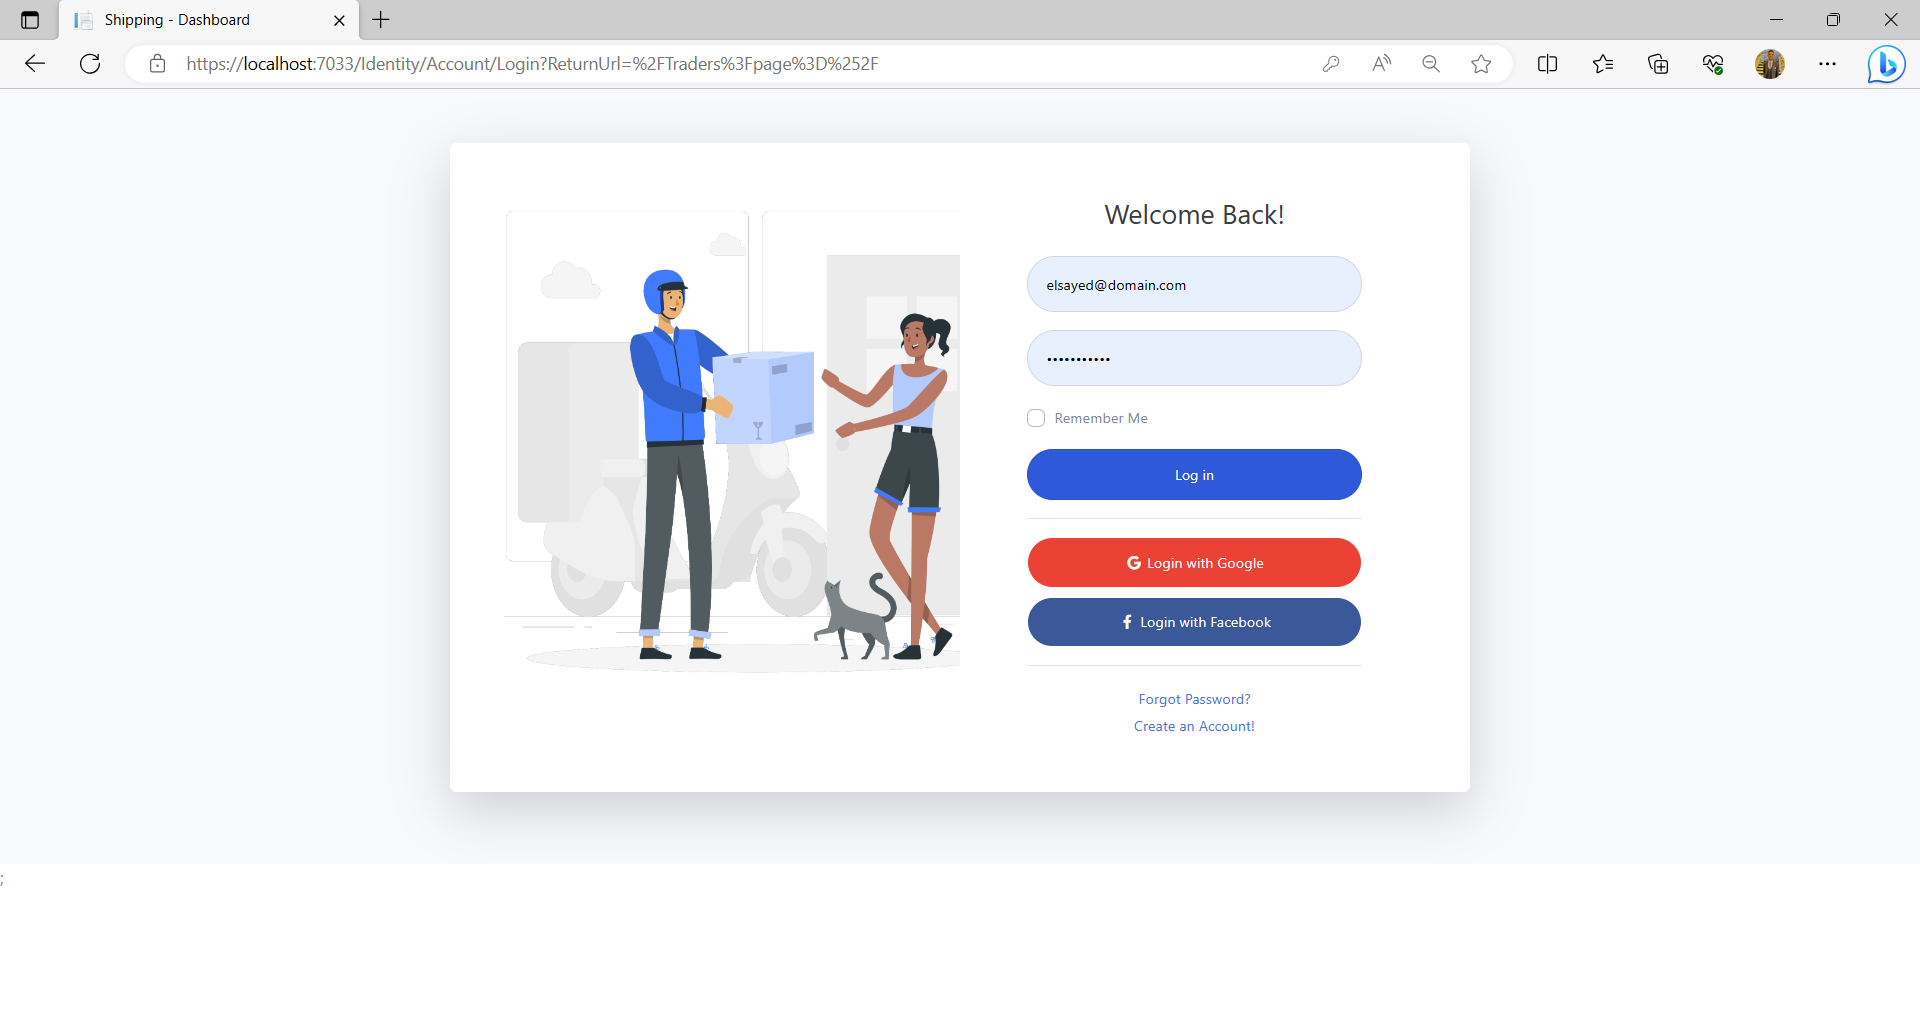 Shipping - Dashboard
https://localhost:7033/Identity/Account/Login?ReturnUrl=%2FTraders%3Fpage%3D%252F
Welcome Back!
elsayed@domain.com
•••••••••••
Remember Me
Log in
G Login with Google
f Login with Facebook
Forgot Password?
Create an Account!
;